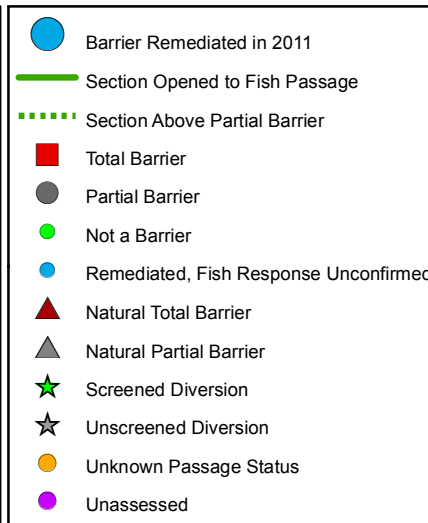 Barrier Remediated in 2011
Section Opened to Fish Passage
Section Above Partial Barrier
Total Barrier
Partial Barrier
Not a Barrier
Remediated, Fish Response Unconfirmed
Natural Total Barrier
Natural Partial Barrier
Screened Diversion
Unscreened Diversion
Unknown Passage Status
Unassessed